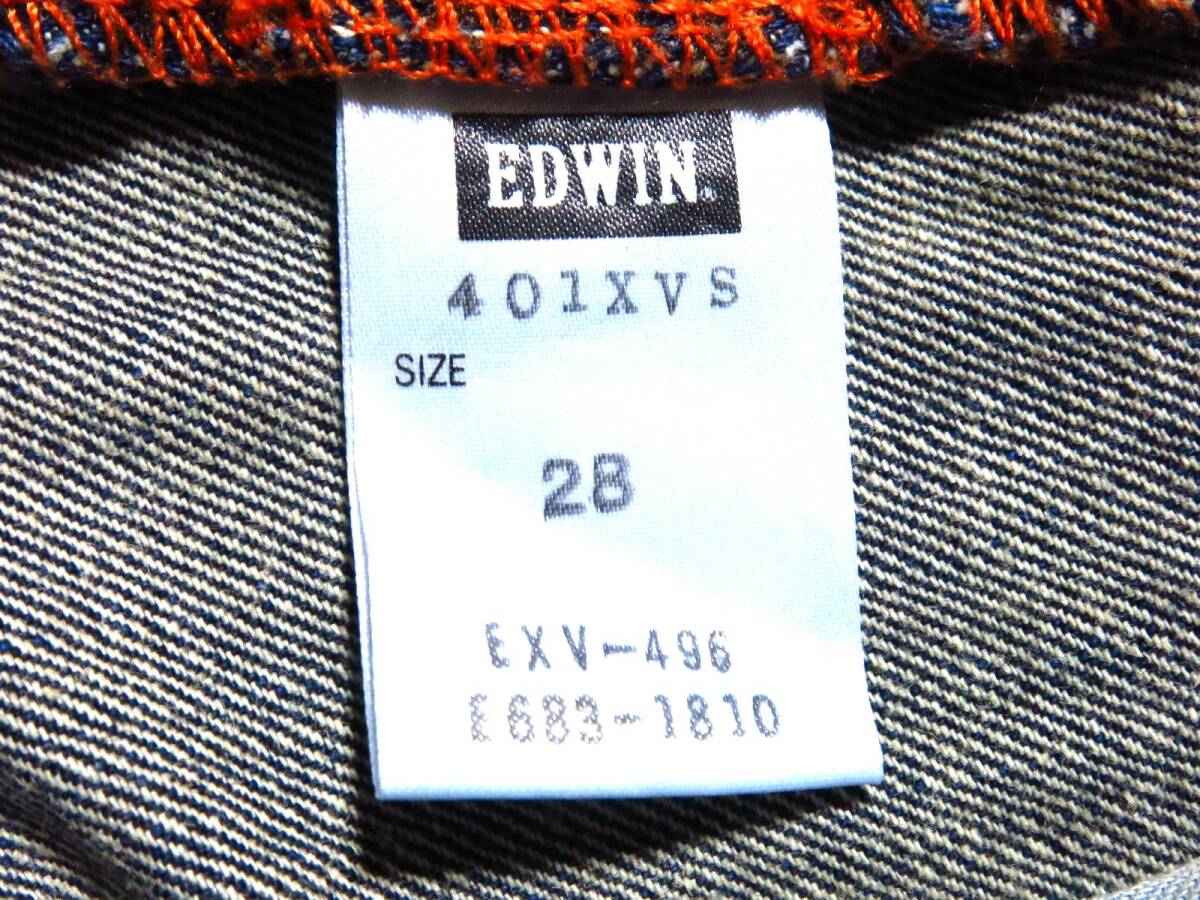 EDWIN.
401XVS
SIZE
28
EXV-496
E683-1810